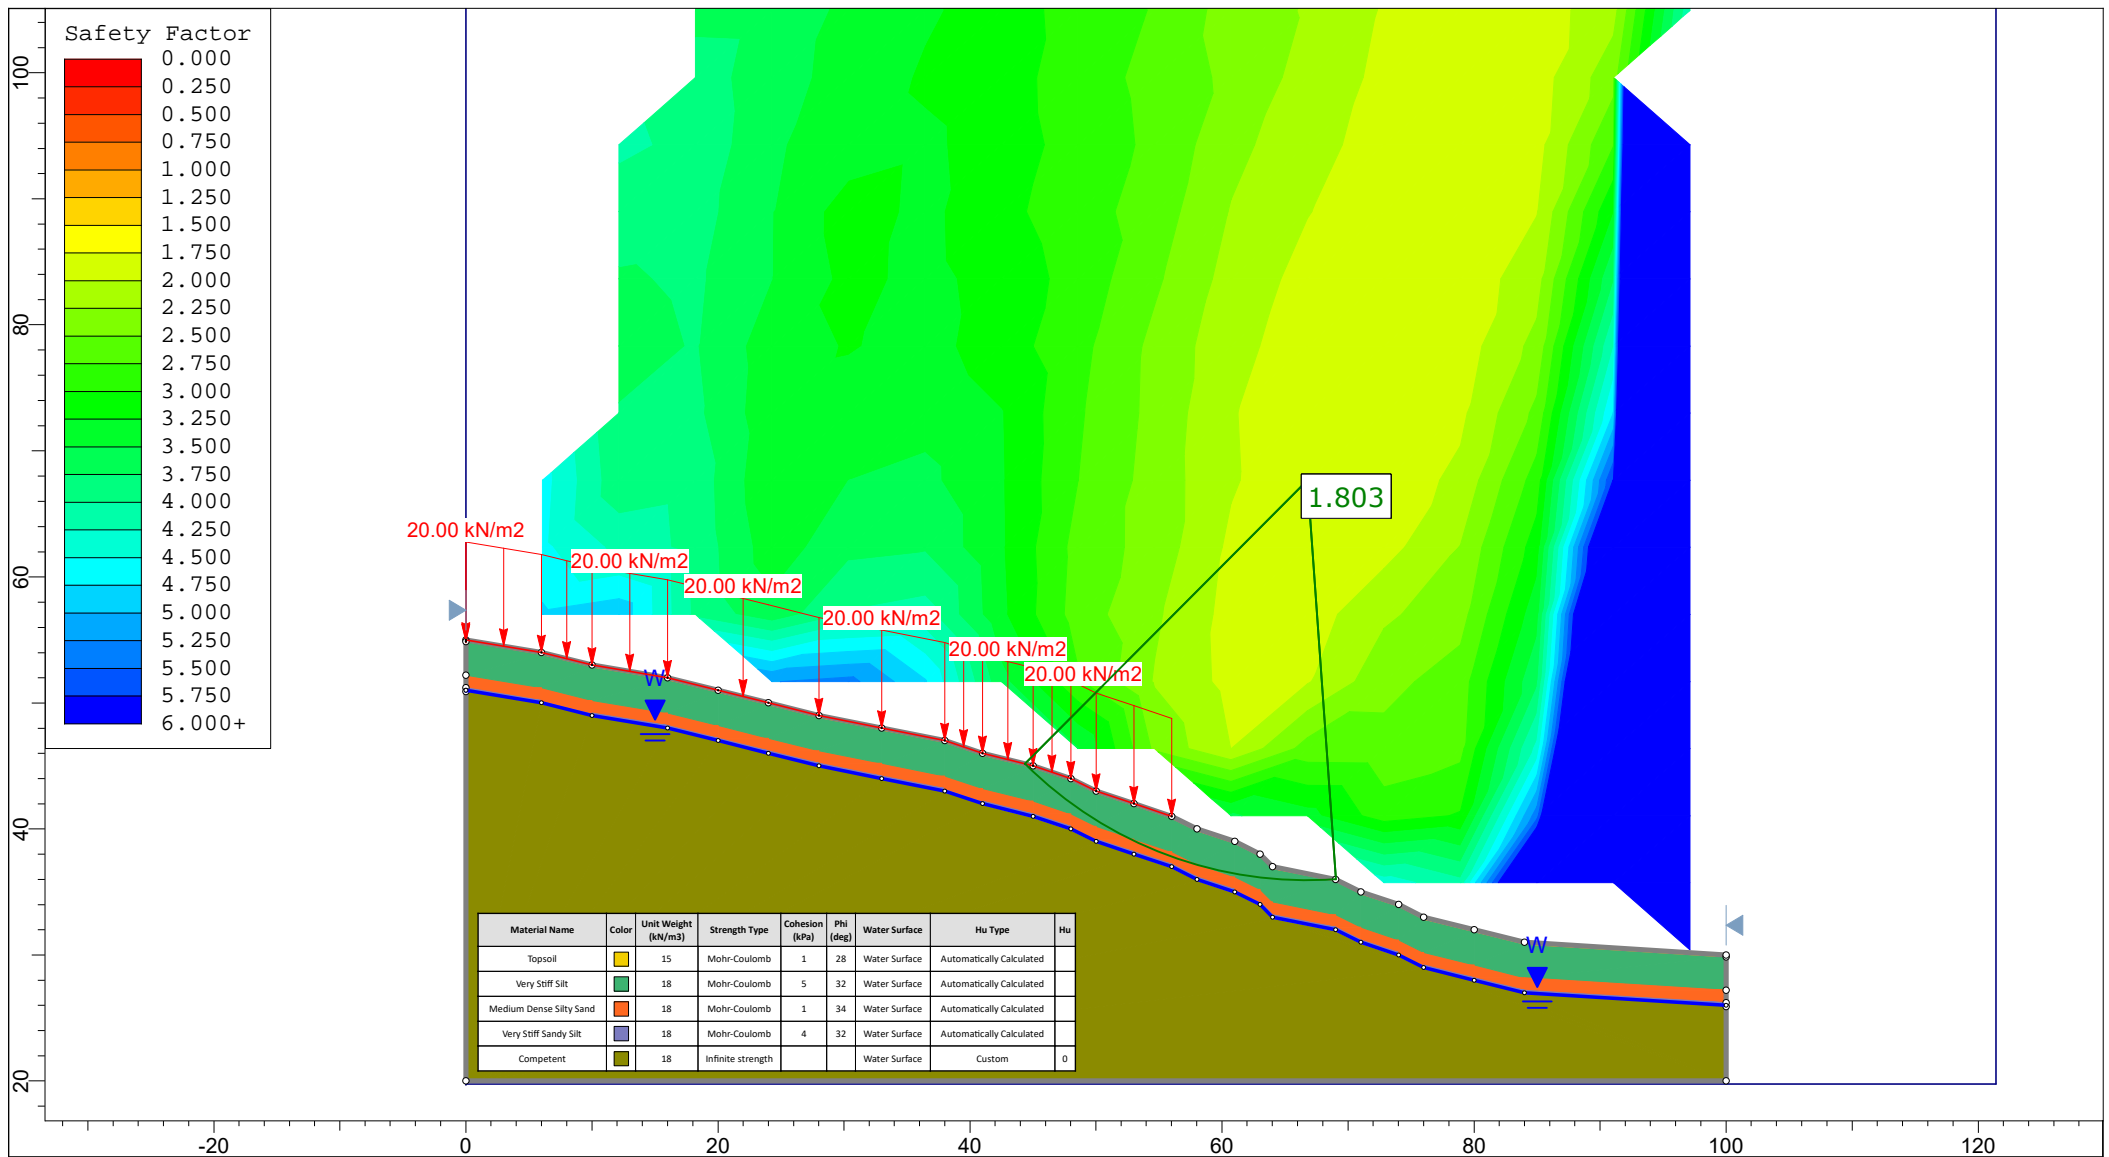 Safety Factor
0.000
0.250
0.500
0.750
1.000
1.250
1.500
1.750
2.000
2.250
2.500
2.750
3.000
3.250
3.500
3.750
4.000
4.250
4.500
4.750
5.000
5.250
5.500
5.750
6.000+
100
80
60
40
20
1.803
20.00 kN/m2
20.00 kN/m2
20.00 kN/m2
20.00 kN/m2
20.00 kN/m2
20.00 kN/m2
W
W
Material Name Color Unit Weight (kN/m3) Strength Type Cohesion (kPa) Phi (deg) Water Surface Hu Type Hu
Topsoil 15 Mohr-Coulomb 1 28 Water Surface Automatically Calculated
Very Stiff Silt 18 Mohr-Coulomb 5 32 Water Surface Automatically Calculated
Medium Dense Silty Sand 18 Mohr-Coulomb 1 34 Water Surface Automatically Calculated
Very Stiff Sandy Silt 18 Mohr-Coulomb 4 32 Water Surface Automatically Calculated
Competent 18 Infinite strength Water Surface Custom 0
-20 0 20 40 60 80 100 120